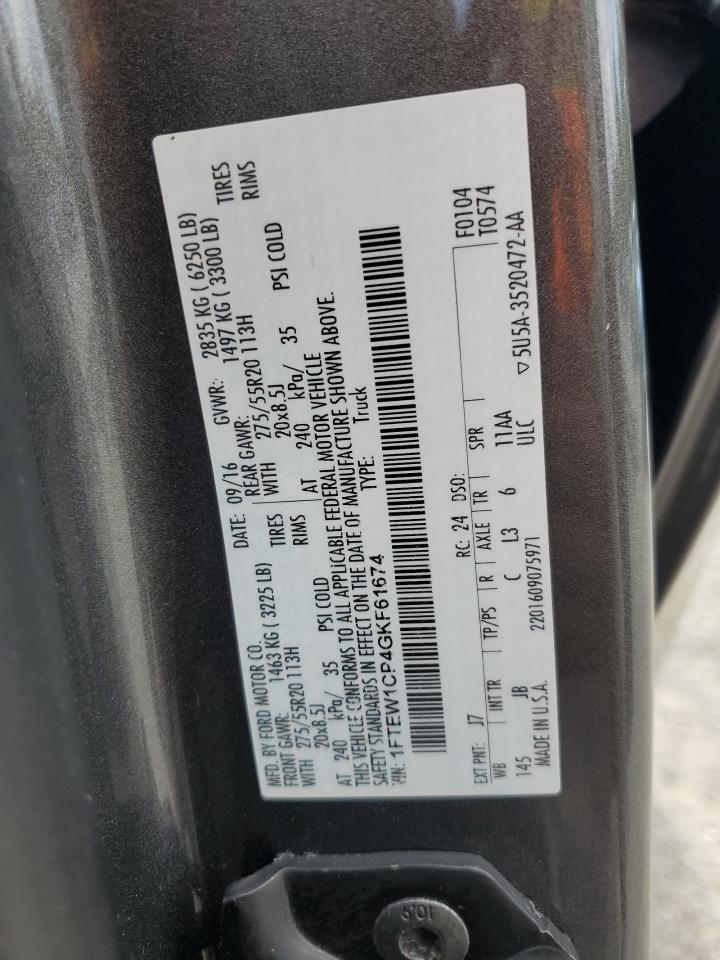 MFD. BY FORD MOTOR CO. DATE: 09/16 GVWR: 2835 KG ( 6250 LB)
FRONT GAWR: 1463 KG ( 3225 LB) REAR GAWR: 1497 KG ( 3300 LB)
WITH 275/55R20 113H TIRES WITH 275/55R20 113H TIRES
20x8.5J RIMS 20x8.5J RIMS
AT 240 kPa/ 35 PSI COLD AT 240 kPa/ 35 PSI COLD
THIS VEHICLE CONFORMS TO ALL APPLICABLE FEDERAL MOTOR VEHICLE
SAFETY STANDARDS IN EFFECT ON THE DATE OF MANUFACTURE SHOWN ABOVE.
VIN: 1FTEW1CP4GKF61674 TYPE: Truck
EXT PNT: J7 RC: 24 DSO: F0104
WB INT TR TP/PS R AXLE TR SPR T0574
145 JB C L3 6 11AA
MADE IN U.S.A. 2201609075971 ULC ▽5U5A-3520472-AA
10.9